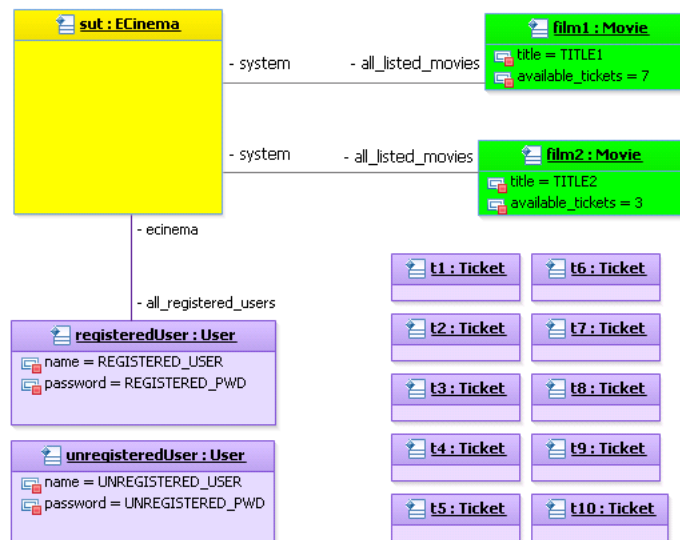 sut : ECinema
film1 : Movie
title = TITLE1
available_tickets = 7
- system
- all_listed_movies
film2 : Movie
title = TITLE2
available_tickets = 3
- system
- all_listed_movies
- ecinema
- all_registered_users
registeredUser : User
name = REGISTERED_USER
password = REGISTERED_PWD
unregisteredUser : User
name = UNREGISTERED_USER
password = UNREGISTERED_PWD
t1 : Ticket
t6 : Ticket
t2 : Ticket
t7 : Ticket
t3 : Ticket
t8 : Ticket
t4 : Ticket
t9 : Ticket
t5 : Ticket
t10 : Ticket